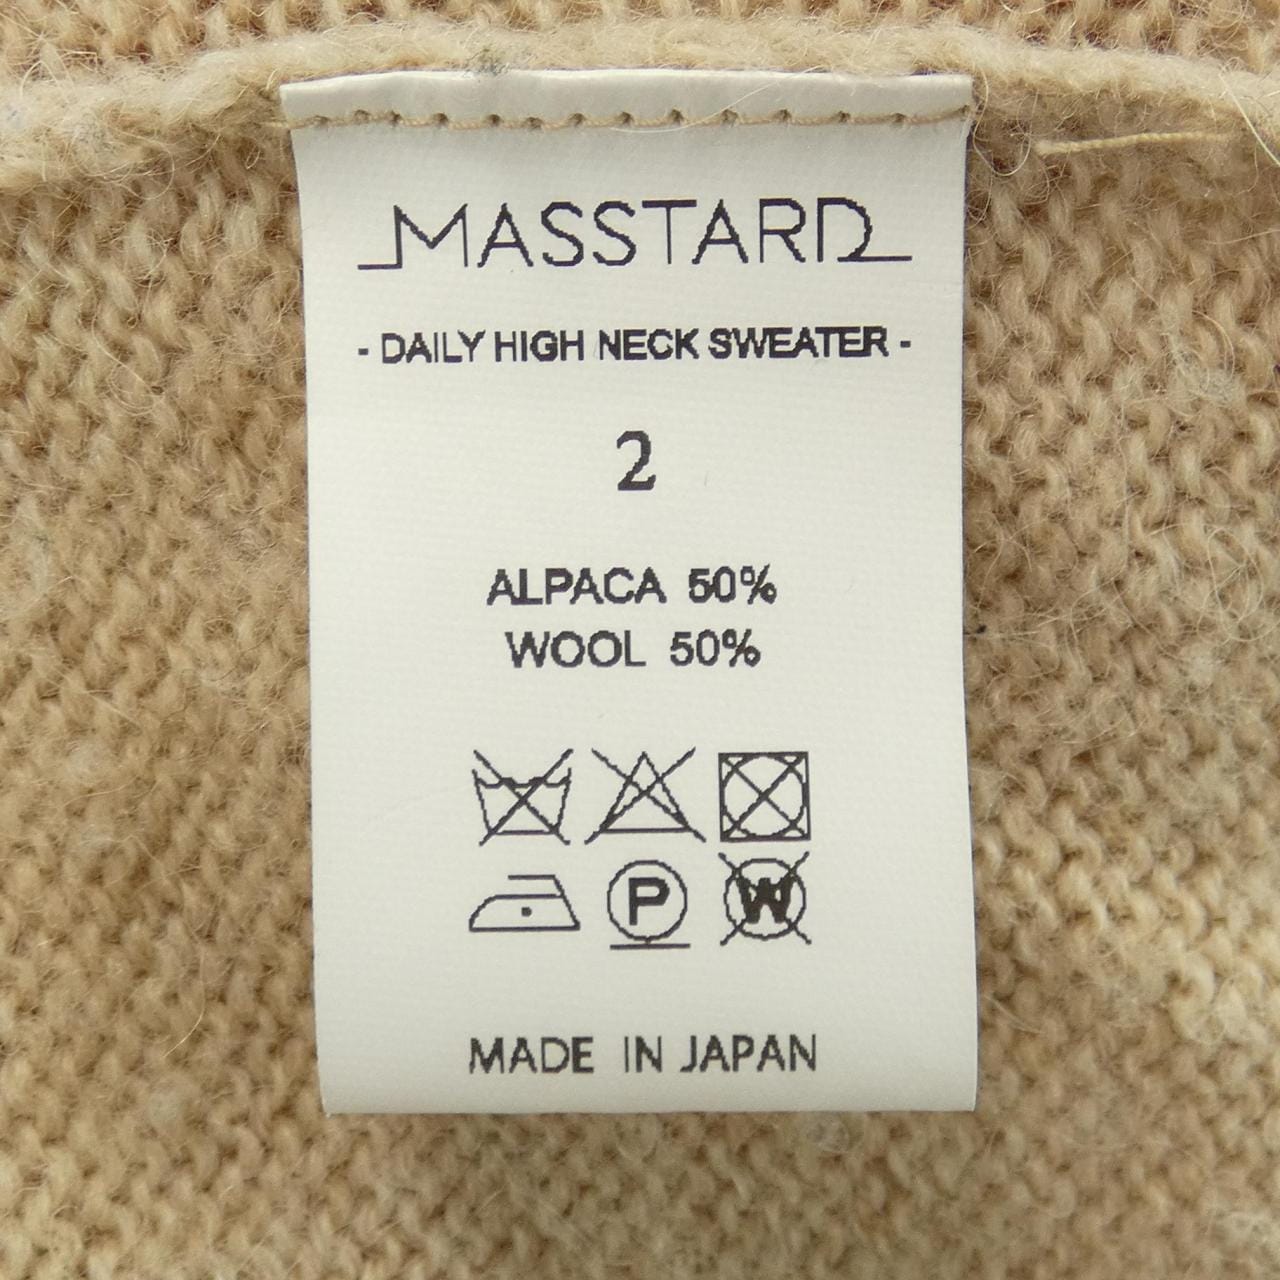 MASSTARD
- DAILY HIGH NECK SWEATER -
2
ALPACA 50%
WOOL 50%
P W
MADE IN JAPAN